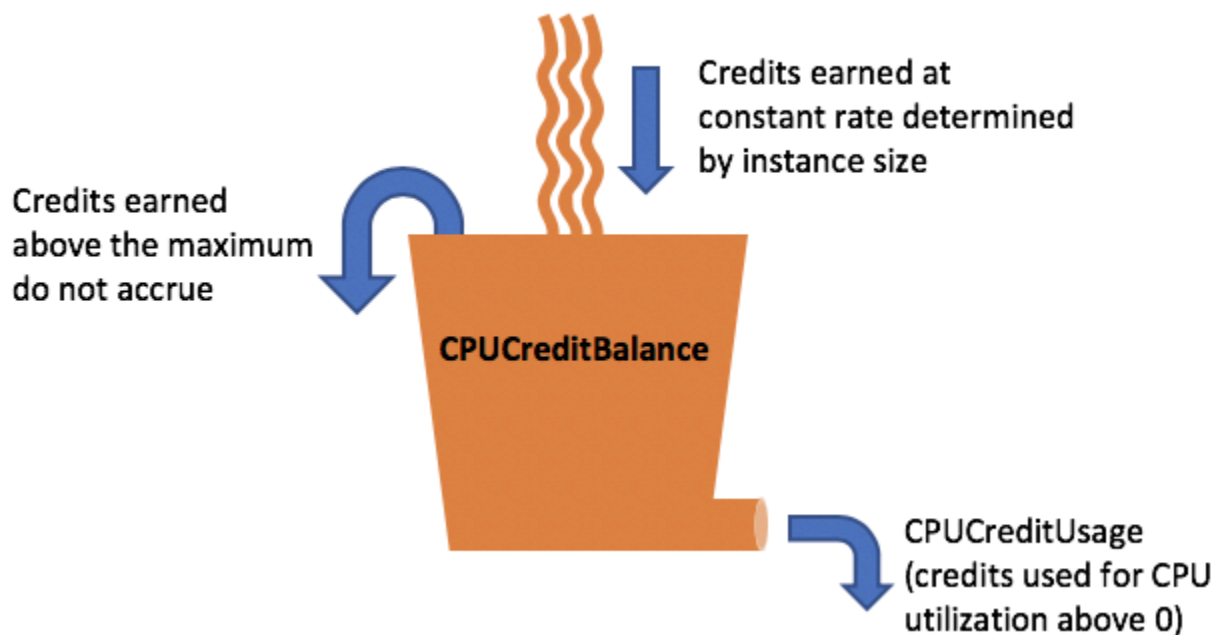 Credits earned at
constant rate determined
by instance size
Credits earned
above the maximum
do not accrue
CPUCreditBalance
CPUCreditUsage
(credits used for CPU
utilization above 0)